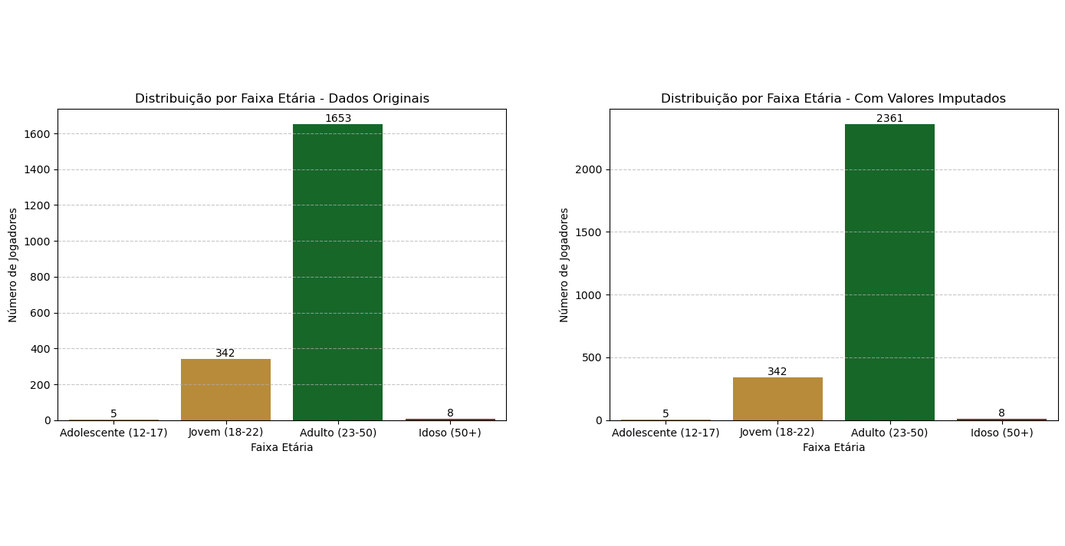 Distribuição por Faixa Etária - Dados Originais
1653
342
5
8
1600
1400
1200
1000
800
600
400
200
0
Número de Jogadores
Adolescente (12-17)
Jovem (18-22)
Adulto (23-50)
Idoso (50+)
Faixa Etária
Distribuição por Faixa Etária - Com Valores Imputados
2361
342
5
8
2000
1500
1000
500
0
Número de Jogadores
Adolescente (12-17)
Jovem (18-22)
Adulto (23-50)
Idoso (50+)
Faixa Etária